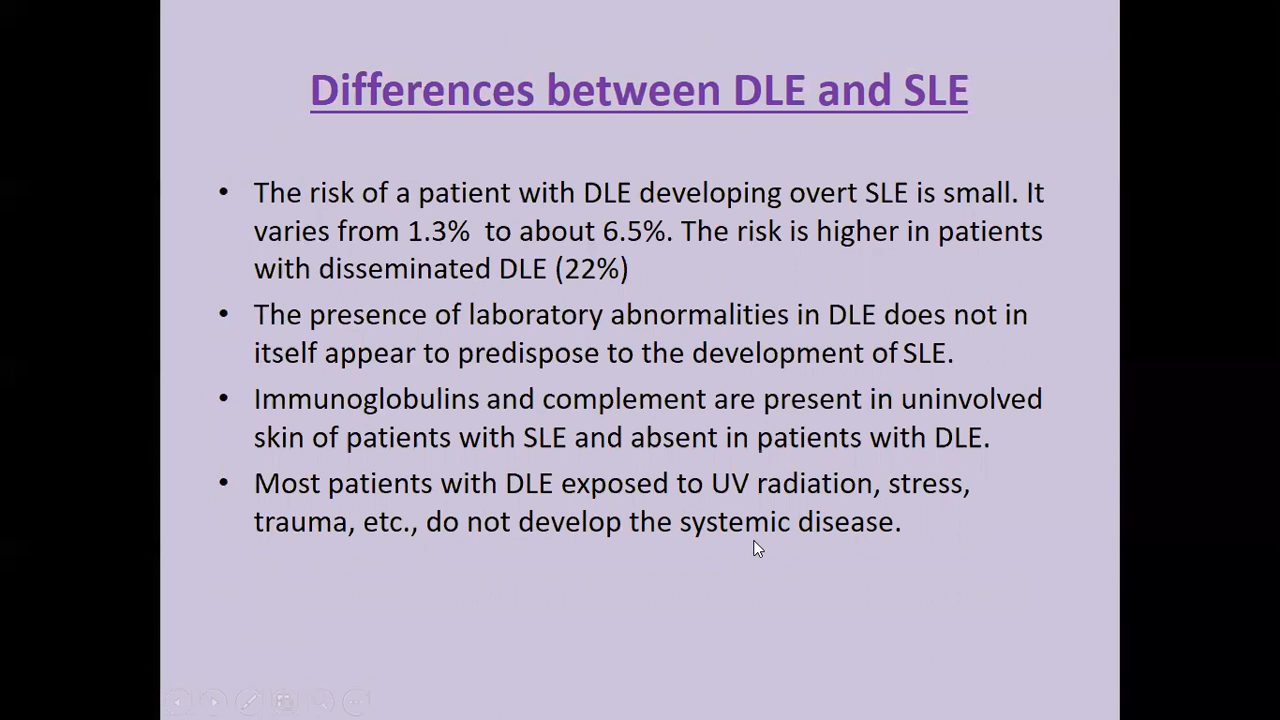 Differences between DLE and SLE
• The risk of a patient with DLE developing overt SLE is small. It
varies from 1.3% to about 6.5%. The risk is higher in patients
with disseminated DLE (22%)
• The presence of laboratory abnormalities in DLE does not in
itself appear to predispose to the development of SLE.
• Immunoglobulins and complement are present in uninvolved
skin of patients with SLE and absent in patients with DLE.
• Most patients with DLE exposed to UV radiation, stress,
trauma, etc., do not develop the systemic disease.